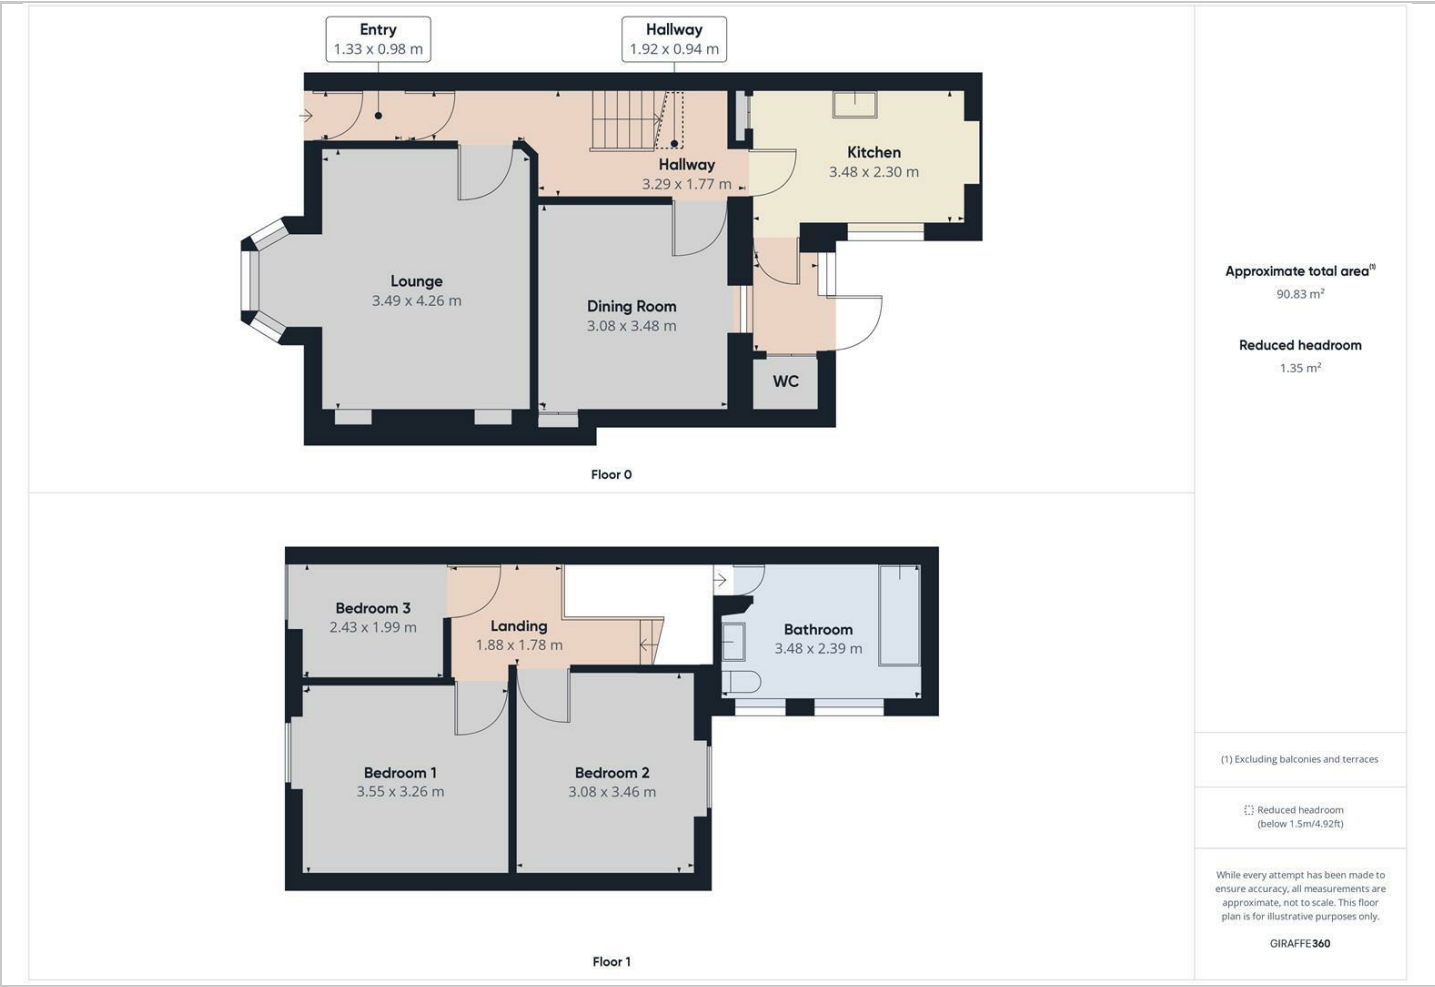 Entry
1.33 x 0.98 m
Hallway
1.92 x 0.94 m
Kitchen
3.48 x 2.30 m
Hallway
3.29 x 1.77 m
Lounge
3.49 x 4.26 m
Dining Room
3.08 x 3.48 m
WC
Floor 0
Bedroom 3
2.43 x 1.99 m
Landing
1.88 x 1.78 m
Bathroom
3.48 x 2.39 m
Bedroom 1
3.55 x 3.26 m
Bedroom 2
3.08 x 3.46 m
Floor 1
Approximate total area⁽¹⁾
90.83 m²
Reduced headroom
1.35 m²
(1) Excluding balconies and terraces
Reduced headroom
(below 1.5m/4.92ft)
While every attempt has been made to
ensure accuracy, all measurements are
approximate, not to scale. This floor
plan is for illustrative purposes only.
GIRAFFE360